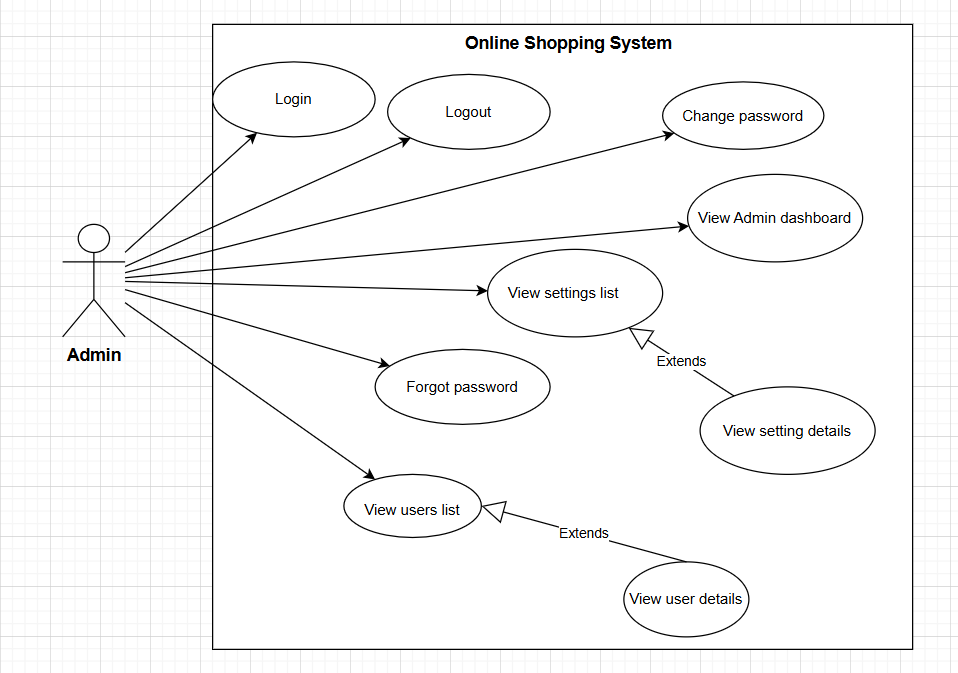 Online Shopping System
Login
Logout
Change password
View Admin dashboard
View settings list
Admin
Extends
Forgot password
View setting details
View users list
Extends
View user details